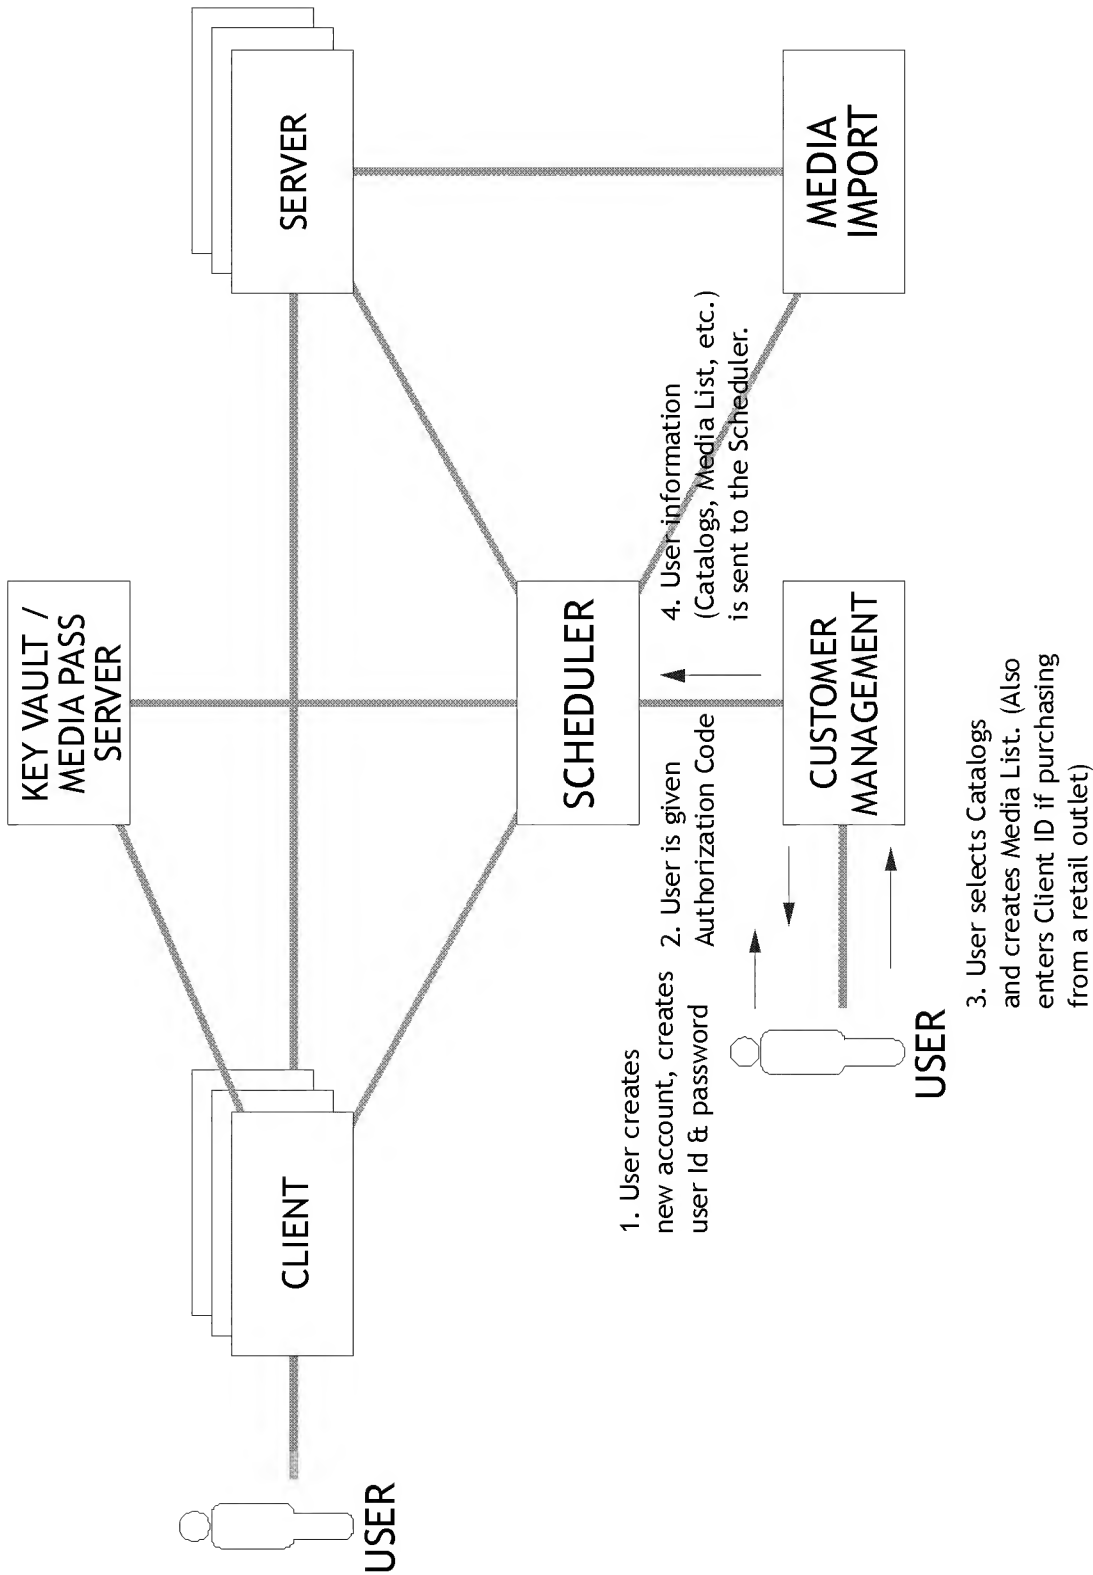 KEY VAULT /
MEDIA PASS
SERVER
USER
CLIENT
SERVER
SCHEDULER
1. User creates
new account, creates
user Id & password
2. User is given
Authorization Code
4. User information
(Catalogs, Media List, etc.)
is sent to the Scheduler.
USER
CUSTOMER
MANAGEMENT
MEDIA
IMPORT
3. User selects Catalogs
and creates Media List. (Also
enters Client ID if purchasing
from a retail outlet)